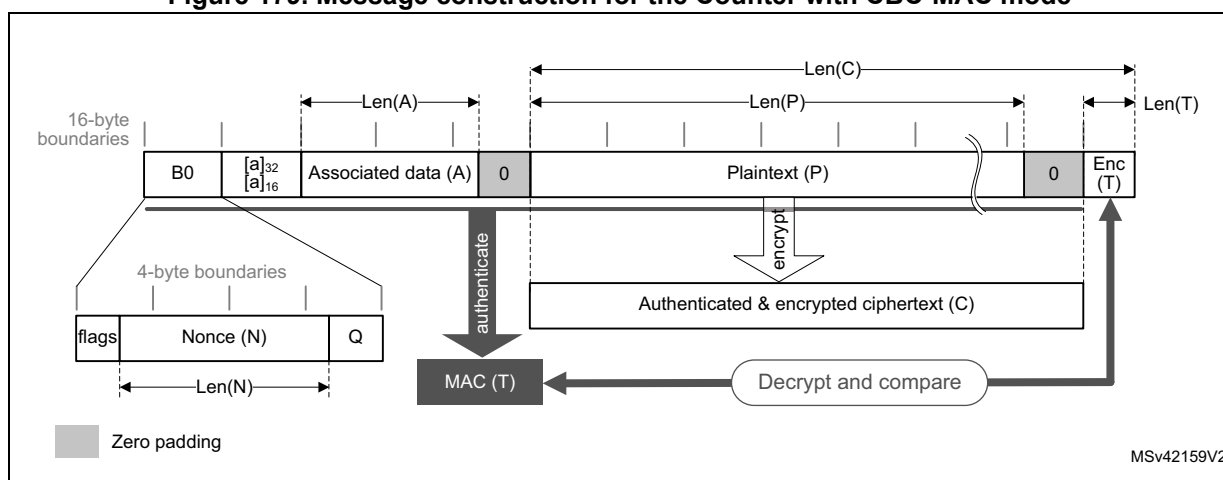 Figure 179. Message construction for the Counter with CBC-MAC mode
Len(C)
Len(A)
Len(P)
Len(T)
16-byte
boundaries
B0
[a]32
[a]16
Associated data (A)
0
Plaintext (P)
0
Enc
(T)
authenticate
encrypt
4-byte boundaries
Authenticated & encrypted ciphertext (C)
flags
Nonce (N)
Q
MAC (T)
Decrypt and compare
Len(N)
Zero padding
MSv42159V2